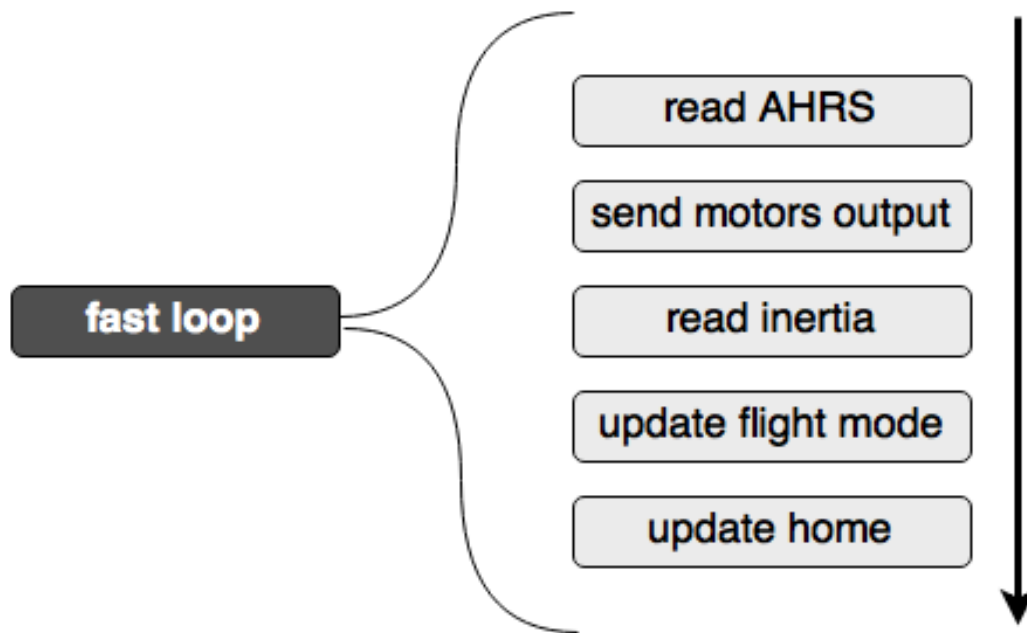 read AHRS
send motors output
fast loop
read inertia
update flight mode
update home